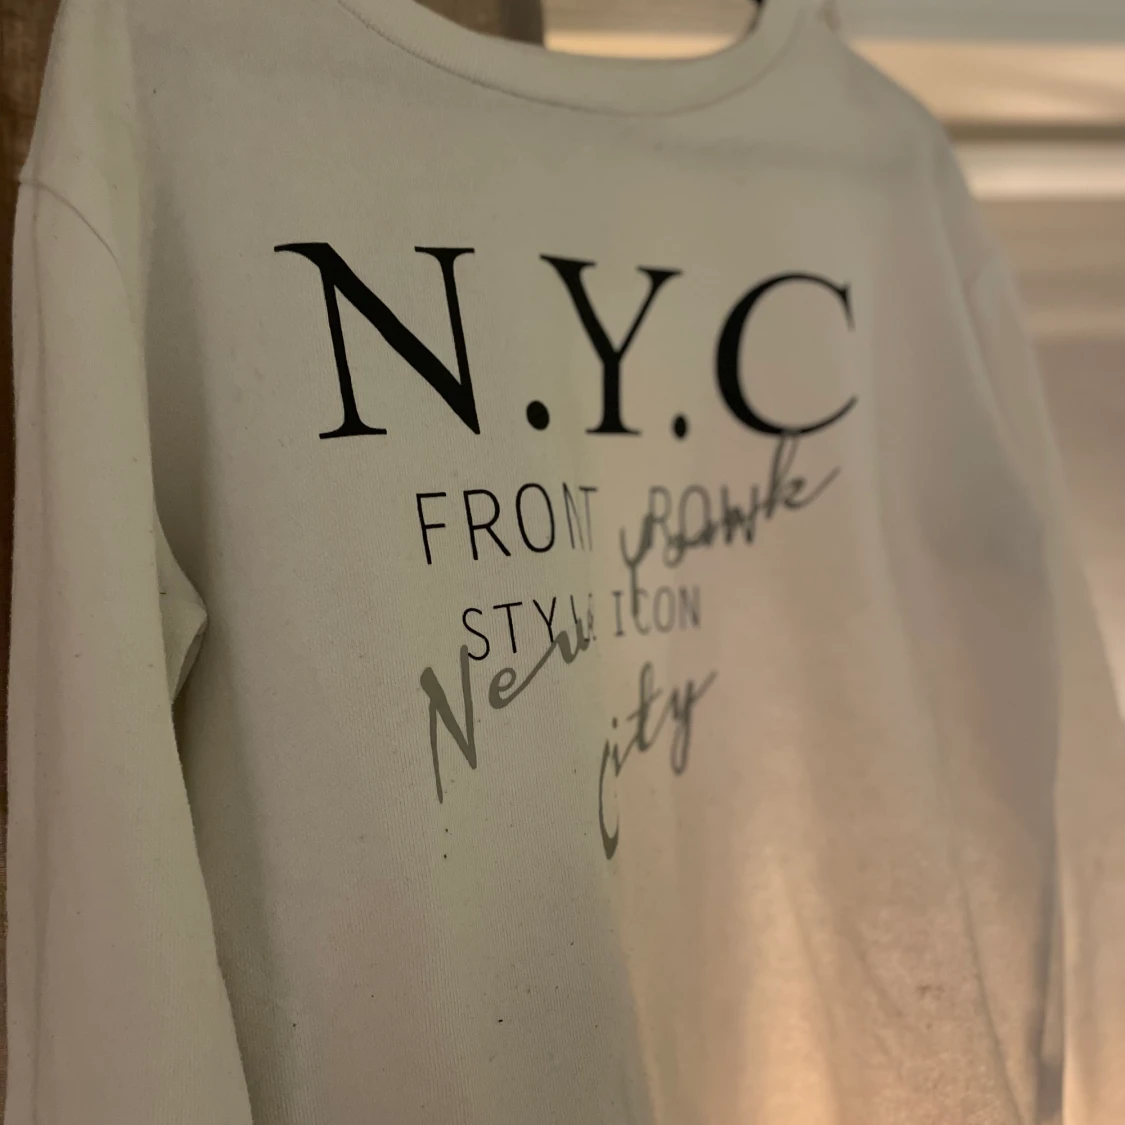 N.Y.C
FRONT ROW
STYLE ICON
New york
City